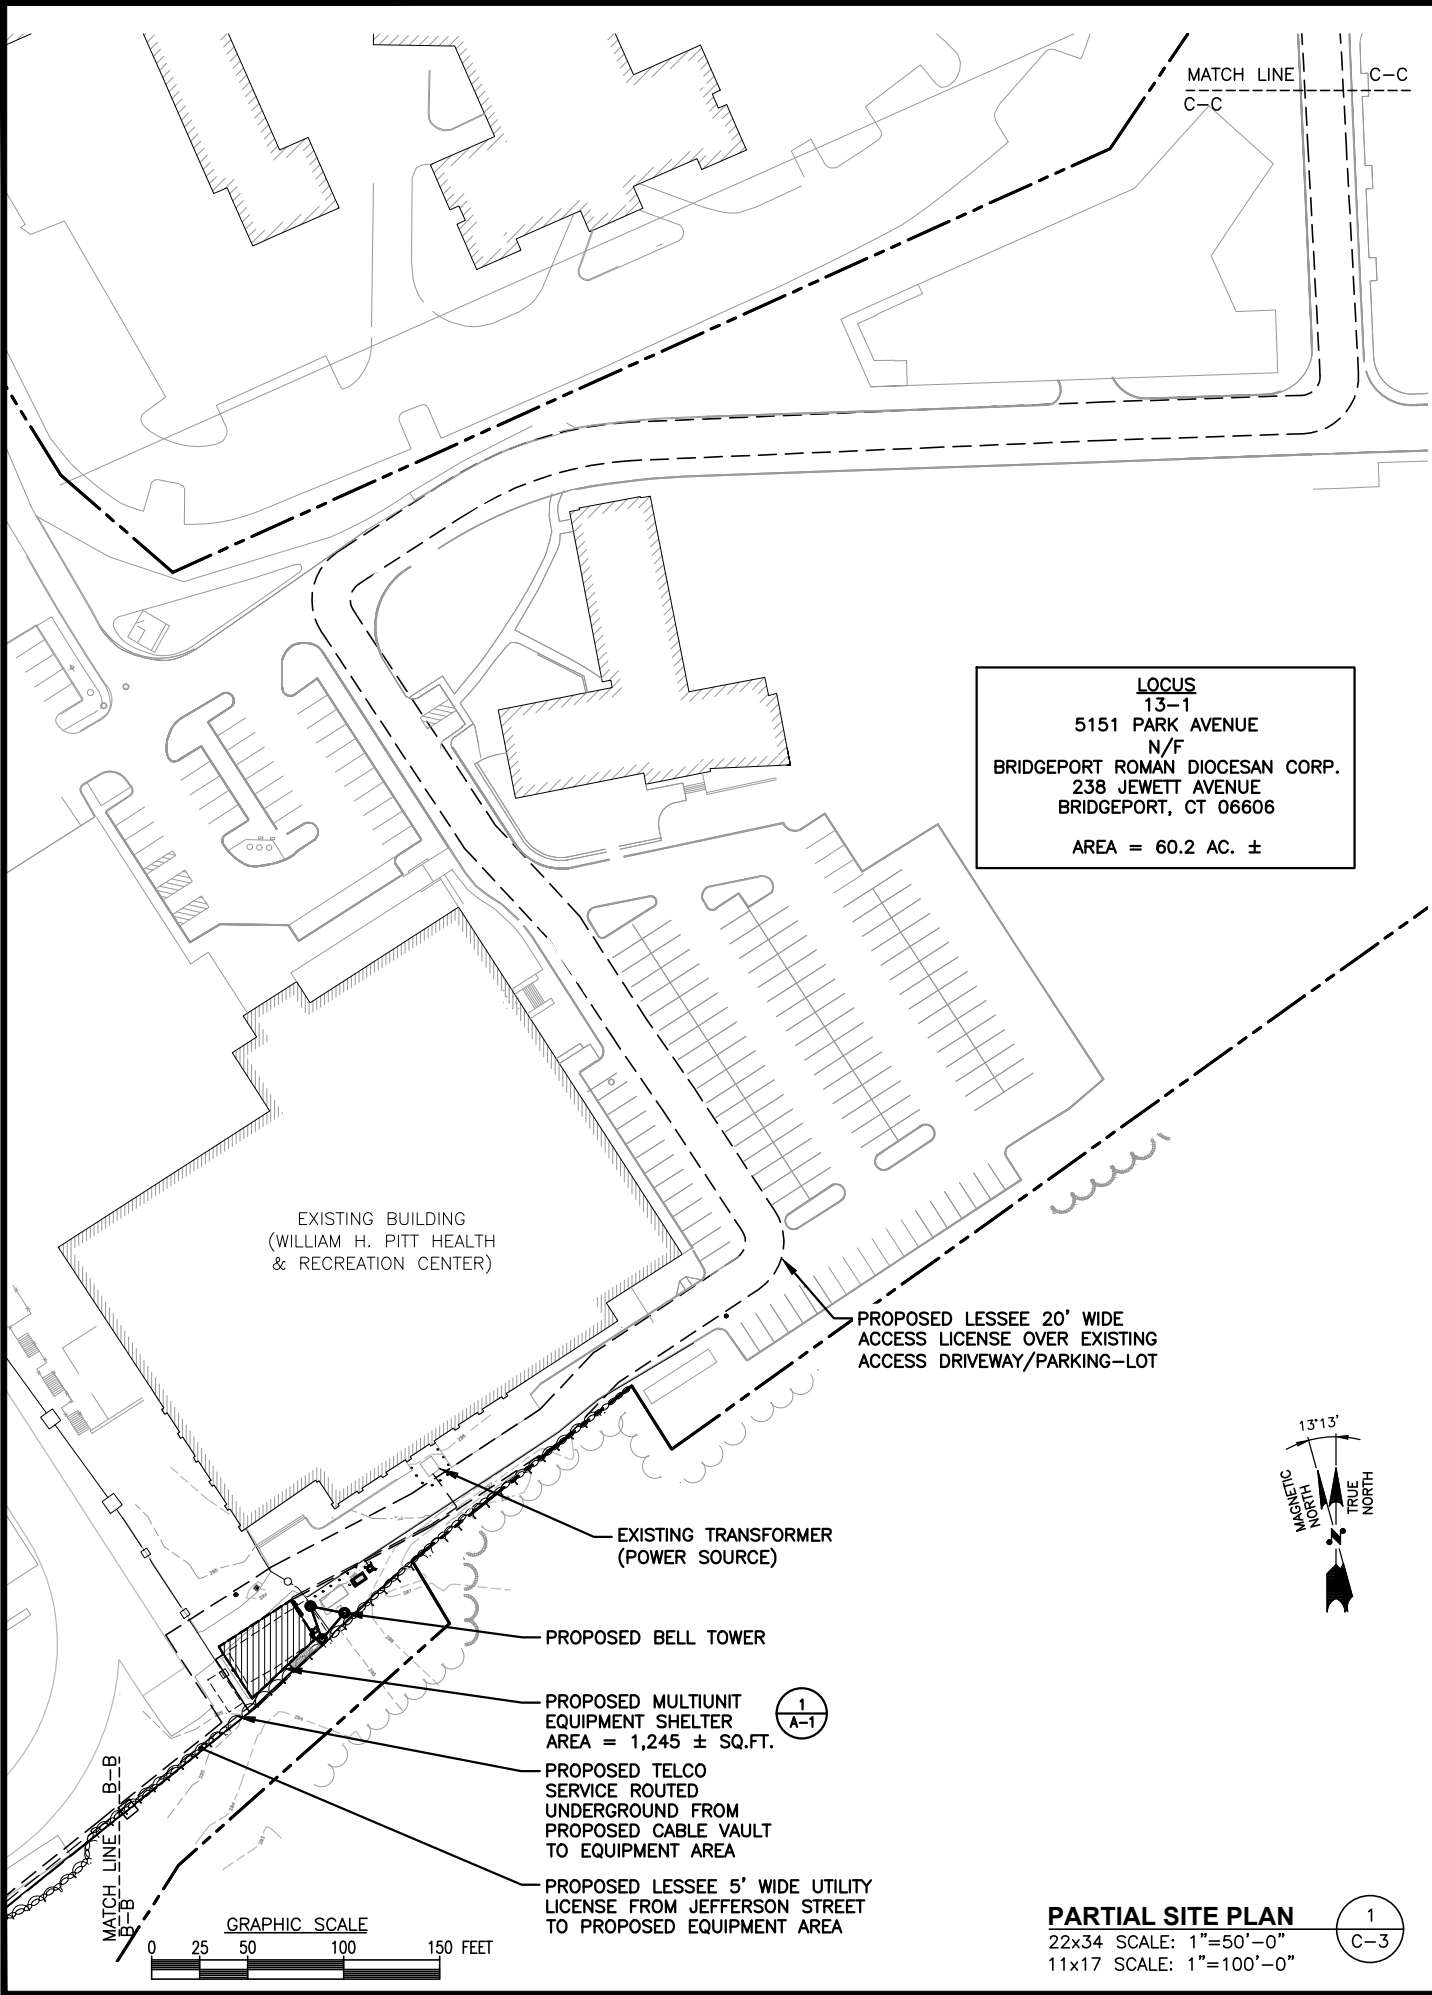 MATCH LINE C-C
C-C
LOCUS
13-1
5151 PARK AVENUE
N/F
BRIDGEPORT ROMAN DIOCESAN CORP.
238 JEWETT AVENUE
BRIDGEPORT, CT 06606
AREA = 60.2 AC. ±
EXISTING BUILDING
(WILLIAM H. PITT HEALTH
& RECREATION CENTER)
PROPOSED LESSEE 20' WIDE
ACCESS LICENSE OVER EXISTING
ACCESS DRIVEWAY/PARKING-LOT
13°13'
MAGNETIC
NORTH
TRUE
NORTH
N
EXISTING TRANSFORMER
(POWER SOURCE)
PROPOSED BELL TOWER
PROPOSED MULTIUNIT
EQUIPMENT SHELTER
AREA = 1,245 ± SQ.FT.
1
A-1
PROPOSED TELCO
SERVICE ROUTED
UNDERGROUND FROM
PROPOSED CABLE VAULT
TO EQUIPMENT AREA
PROPOSED LESSEE 5' WIDE UTILITY
LICENSE FROM JEFFERSON STREET
TO PROPOSED EQUIPMENT AREA
MATCH LINE B-B
B-B
GRAPHIC SCALE
0 25 50 100 150 FEET
PARTIAL SITE PLAN
22x34 SCALE: 1"=50'-0"
11x17 SCALE: 1"=100'-0"
1
C-3